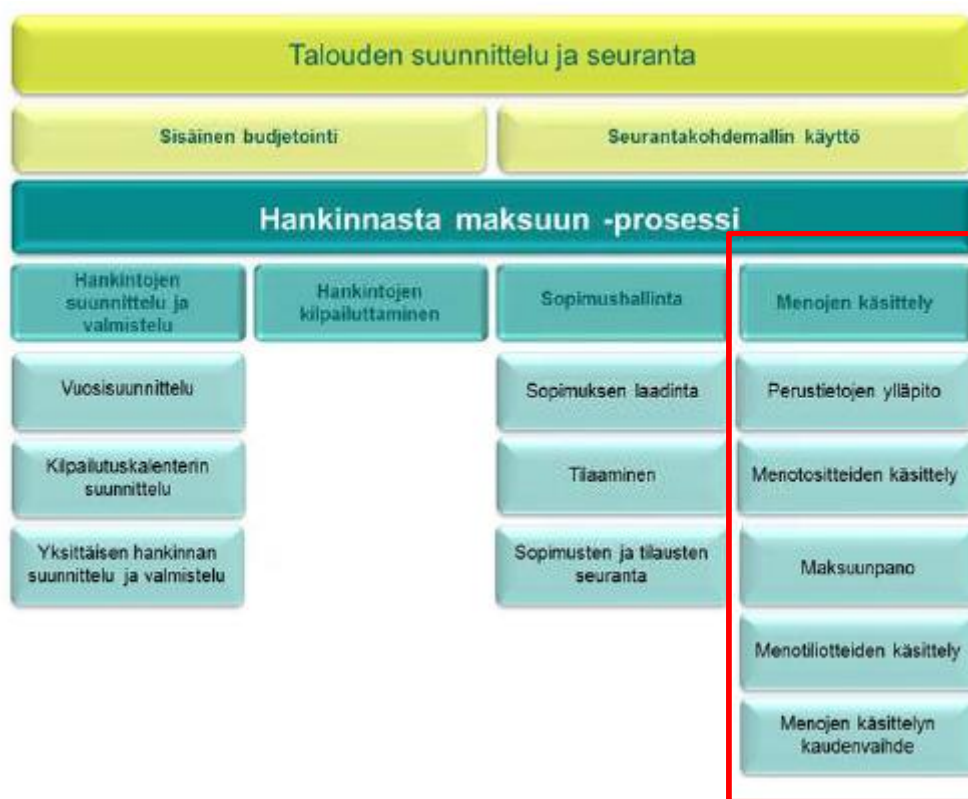 Talouden suunnittelu ja seuranta
Sisäinen budjetointi
Seurantakohdemallin käyttö
Hankinnasta maksuun -prosessi
Hankintojen
suunnittelu ja
valmistelu
Hankintojen
kilpailuttaminen
Sopimushallinta
Menojen käsittely
Vuosisuunnittelu
Sopimuksen laadinta
Perustietojen ylläpito
Kilpailutuskalenterin
suunnittelu
Tilaaminen
Menotositteiden käsittely
Yksittäisen hankinnan
suunnittelu ja valmistelu
Sopimusten ja tilausten
seuranta
Maksuunpano
Menotiliotteiden käsittely
Menojen käsittelyn
kaudenvaihde